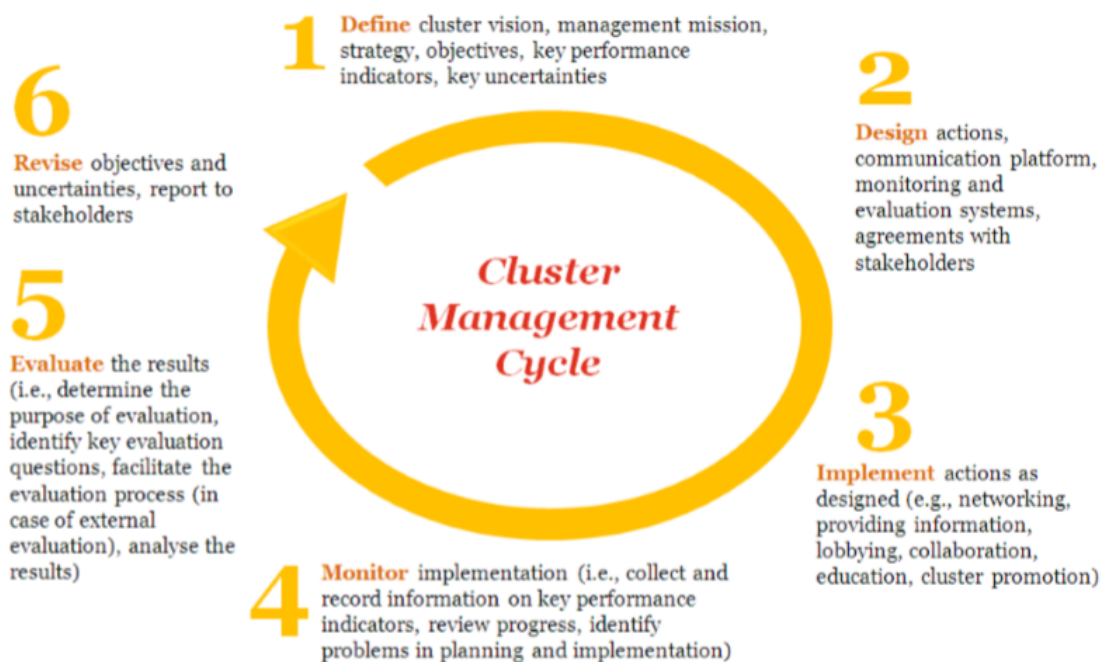 1
Define cluster vision, management mission,
strategy, objectives, key performance
indicators, key uncertainties
2
Design actions,
communication platform,
monitoring and
evaluation systems,
agreements with
stakeholders
3
Implement actions as
designed (e.g., networking,
providing information,
lobbying, collaboration,
education, cluster promotion)
4
Monitor implementation (i.e., collect and
record information on key performance
indicators, review progress, identify
problems in planning and implementation)
5
Evaluate the results
(i.e., determine the
purpose of evaluation,
identify key evaluation
questions, facilitate the
evaluation process (in
case of external
evaluation), analyse the
results)
6
Revise objectives and
uncertainties, report to
stakeholders
Cluster
Management
Cycle